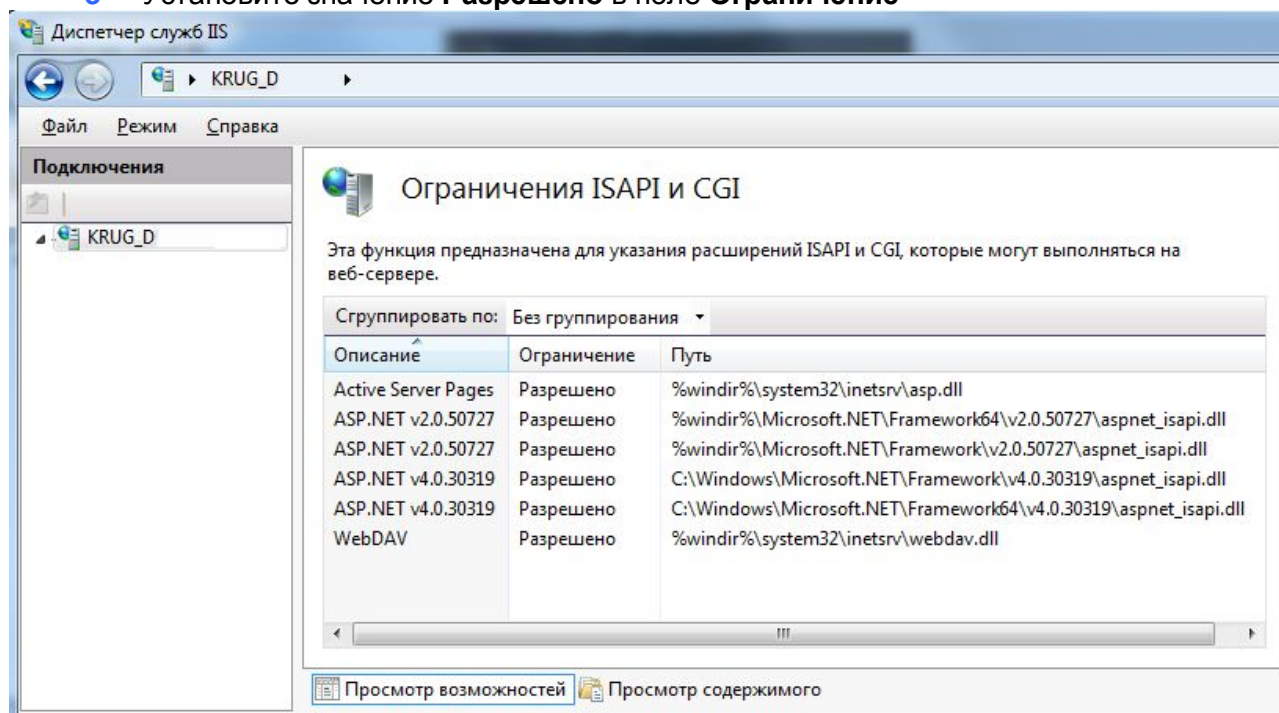 Установите значение Разрешено в поле Ограничение
Диспетчер служб IIS
KRUG_D
Файл Режим Справка
Подключения
KRUG_D
Ограничения ISAPI и CGI
Эта функция предназначена для указания расширений ISAPI и CGI, которые могут выполняться на
веб-сервере.
Сгруппировать по: Без группирования
Описание Ограничение Путь
Active Server Pages Разрешено %windir%\system32\inetsrv\asp.dll
ASP.NET v2.0.50727 Разрешено %windir%\Microsoft.NET\Framework64\v2.0.50727\aspnet_isapi.dll
ASP.NET v2.0.50727 Разрешено %windir%\Microsoft.NET\Framework\v2.0.50727\aspnet_isapi.dll
ASP.NET v4.0.30319 Разрешено C:\Windows\Microsoft.NET\Framework\v4.0.30319\aspnet_isapi.dll
ASP.NET v4.0.30319 Разрешено C:\Windows\Microsoft.NET\Framework64\v4.0.30319\aspnet_isapi.dll
WebDAV Разрешено %windir%\system32\inetsrv\webdav.dll
Просмотр возможностей Просмотр содержимого